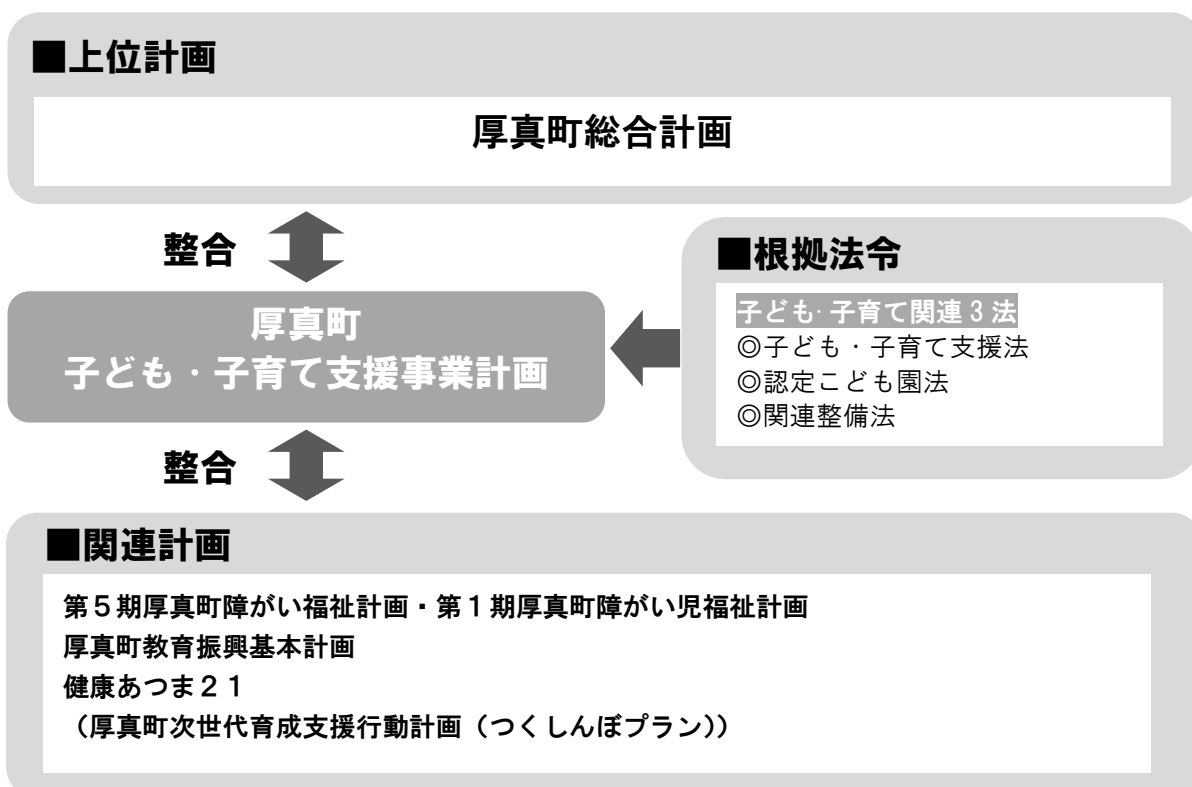 ■上位計画
厚真町総合計画
整合
■根拠法令
子ども・子育て関連3法
◎子ども・子育て支援法
◎認定こども園法
◎関連整備法
厚真町
子ども・子育て支援事業計画
整合
■関連計画
第5期厚真町障がい福祉計画・第1期厚真町障がい児福祉計画
厚真町教育振興基本計画
健康あつま21
（厚真町次世代育成支援行動計画（つくしんぼプラン））